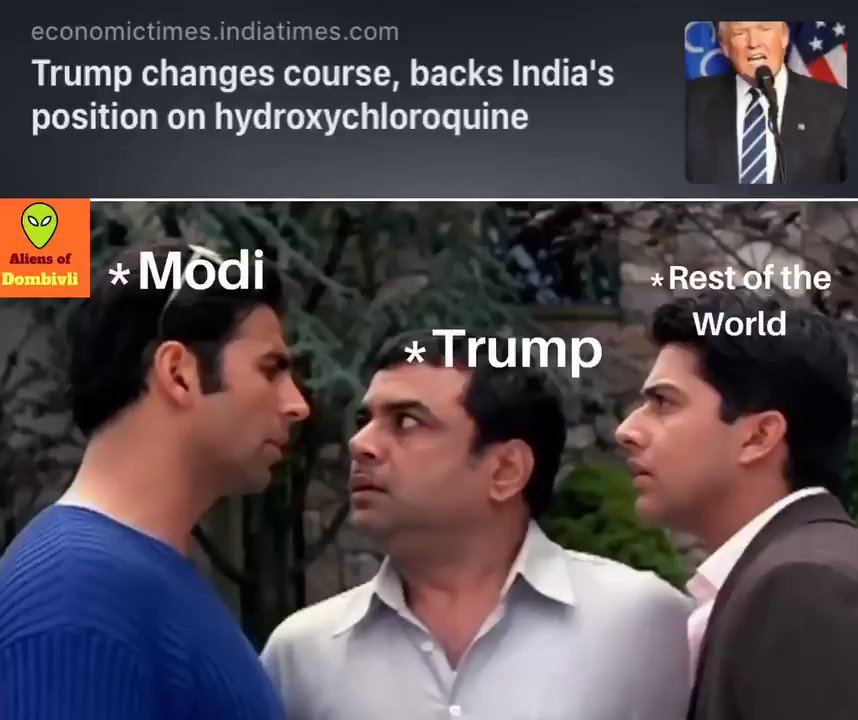 economictimes.indiatimes.com
Trump changes course, backs India's
position on hydroxychloroquine
Aliens of
Dombivli
*Modi
*Trump
*Rest of the
World